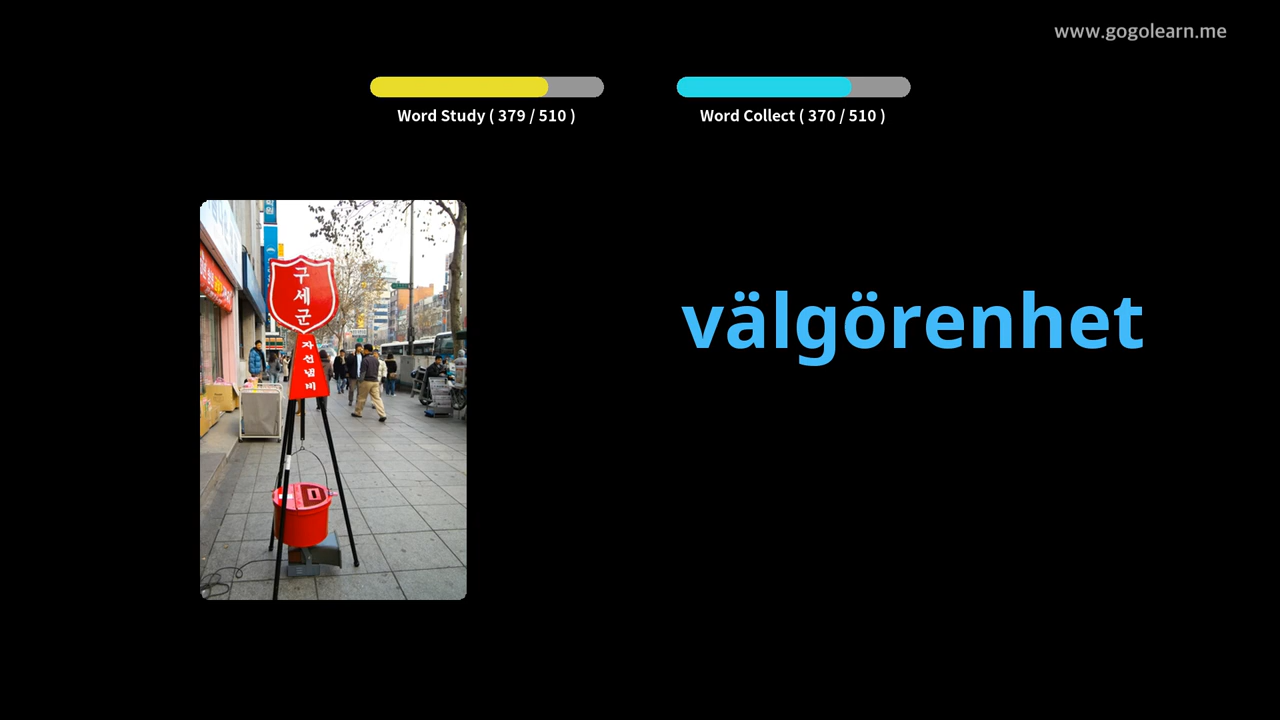 www.gogolearn.me
Word Study ( 379 / 510 )
Word Collect ( 370 / 510 )
välgörenhet
구
세
군
자
선
냄
비